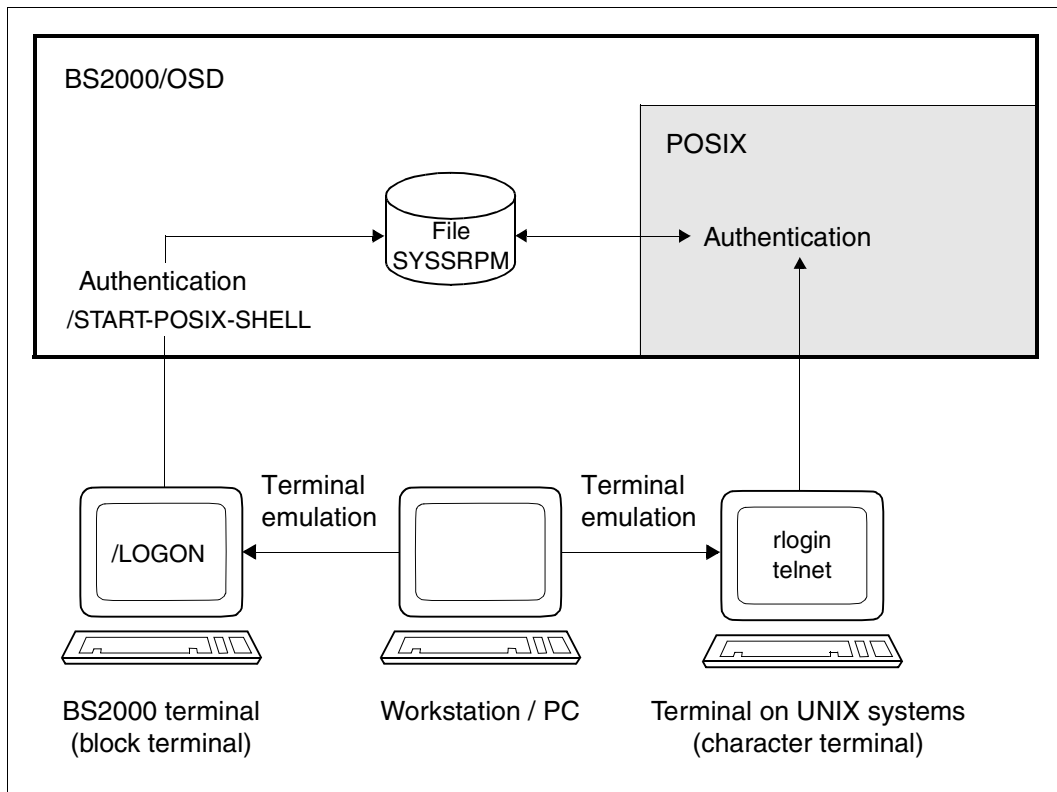 BS2000/OSD
POSIX
File
SYSSRPM
Authentication
Authentication
/START-POSIX-SHELL
Terminal
emulation
Terminal
emulation
/LOGON
rlogin
telnet
BS2000 terminal
(block terminal)
Workstation / PC
Terminal on UNIX systems
(character terminal)